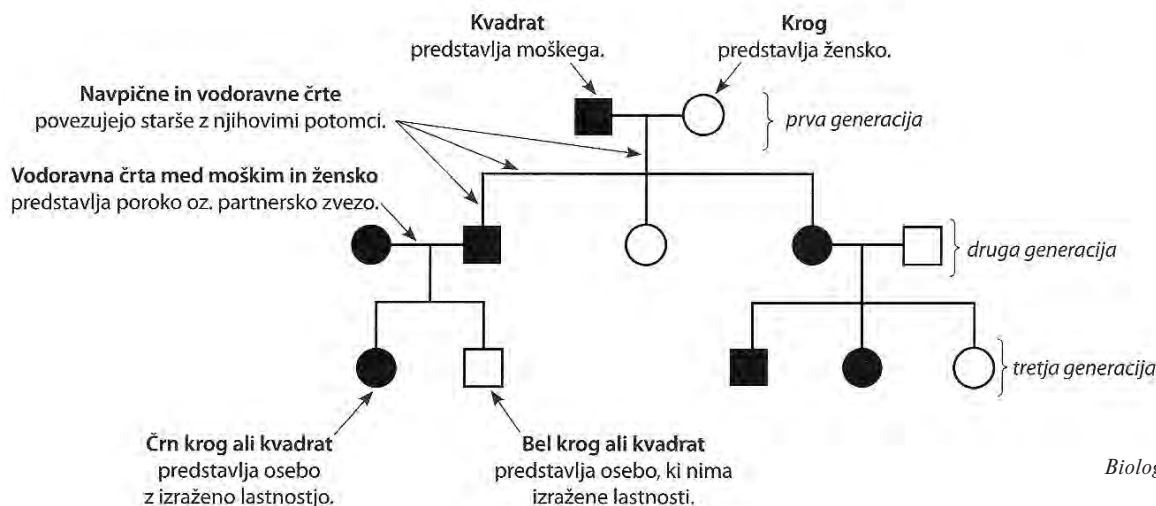 Kvadrat
predstavlja moškega.
Krog
predstavlja žensko.
Navpične in vodoravne črte
povezujejo starše z njihovimi potomci.
prva generacija
Vodoravna črta med moškim in žensko
predstavlja poroko oz. partnersko zvezo.
druga generacija
tretja generacija
Črn krog ali kvadrat
predstavlja osebo
z izraženo lastnostjo.
Bel krog ali kvadrat
predstavlja osebo, ki nima
izražene lastnosti.
Biolog